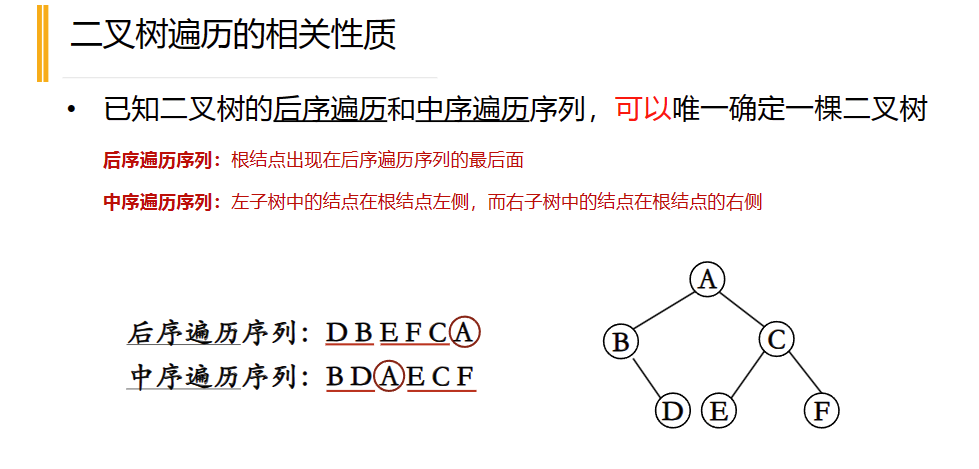 二叉树遍历的相关性质
• 已知二叉树的后序遍历和中序遍历序列，可以唯一确定一棵二叉树
后序遍历序列：根结点出现在后序遍历序列的最后面
中序遍历序列：左子树中的结点在根结点左侧，而右子树中的结点在根结点的右侧
后序遍历序列：D B E F C A
中序遍历序列：B D A E C F
A
B C
D E F